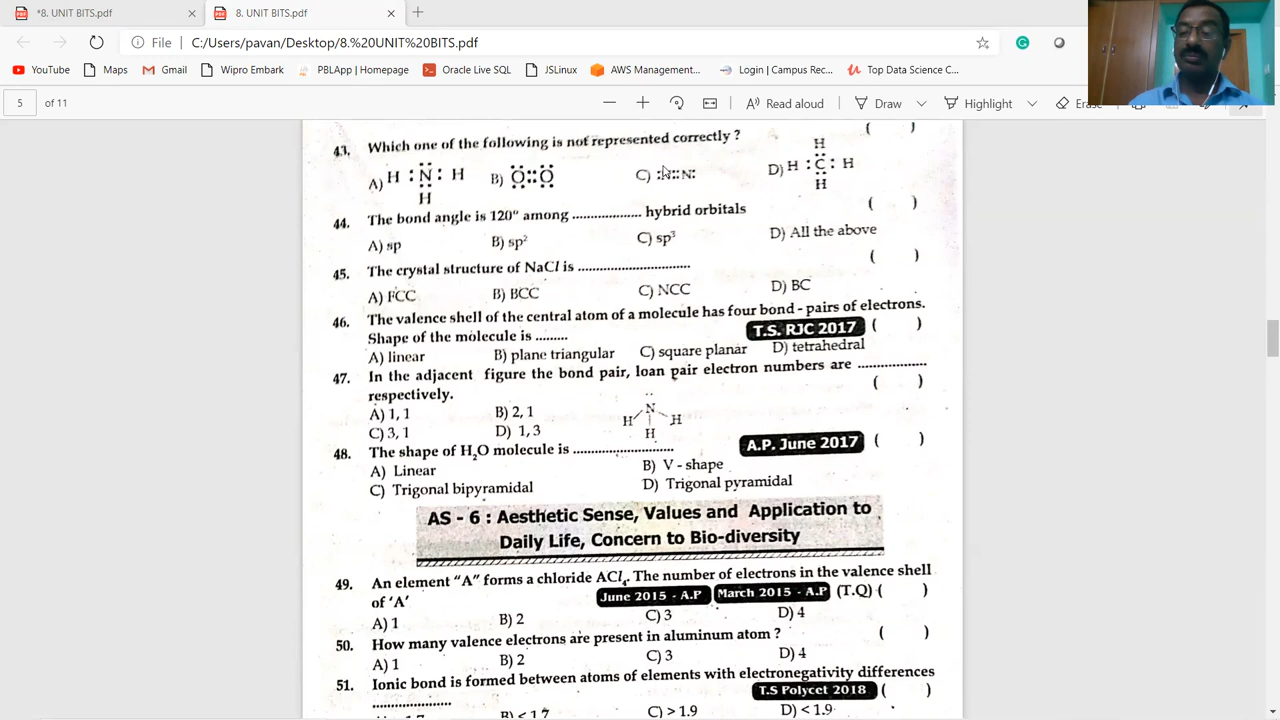 *8. UNIT BITS.pdf
8. UNIT BITS.pdf
File C:/Users/pavan/Desktop/8.%20UNIT%20BITS.pdf
YouTube Maps Gmail Wipro Embark PBLApp | Homepage Oracle Live SQL JSLinux AWS Management... Login | Campus Rec... Top Data Science C...
5 of 11 Read aloud Draw Highlight Erase
43. Which one of the following is not represented correctly ? ( )
A) H : N : H B) O::O C) :N::N: D) H : C : H
H H H
44. The bond angle is 120° among .................. hybrid orbitals ( )
A) sp B) sp² C) sp³ D) All the above
45. The crystal structure of NaCl is ............................. ( )
A) FCC B) BCC C) NCC D) BC
46. The valence shell of the central atom of a molecule has four bond - pairs of electrons.
Shape of the molecule is ......... T.S. RJC 2017 ( )
A) linear B) plane triangular C) square planar D) tetrahedral
47. In the adjacent figure the bond pair, loan pair electron numbers are ..................
respectively. ( )
A) 1, 1 B) 2, 1
C) 3, 1 D) 1, 3
N
H H
H
48. The shape of H₂O molecule is .......................... A.P. June 2017 ( )
A) Linear B) V - shape
C) Trigonal bipyramidal D) Trigonal pyramidal
AS - 6 : Aesthetic Sense, Values and Application to
Daily Life, Concern to Bio-diversity
49. An element "A" forms a chloride ACl₄. The number of electrons in the valence shell
of 'A' June 2015 - A.P March 2015 - A.P (T.Q) ( )
A) 1 B) 2 C) 3 D) 4
50. How many valence electrons are present in aluminum atom ? ( )
A) 1 B) 2 C) 3 D) 4
51. Ionic bond is formed between atoms of elements with electronegativity differences
.................... T.S Polycet 2018 ( )
B) < 1.7 C) > 1.9 D) < 1.9